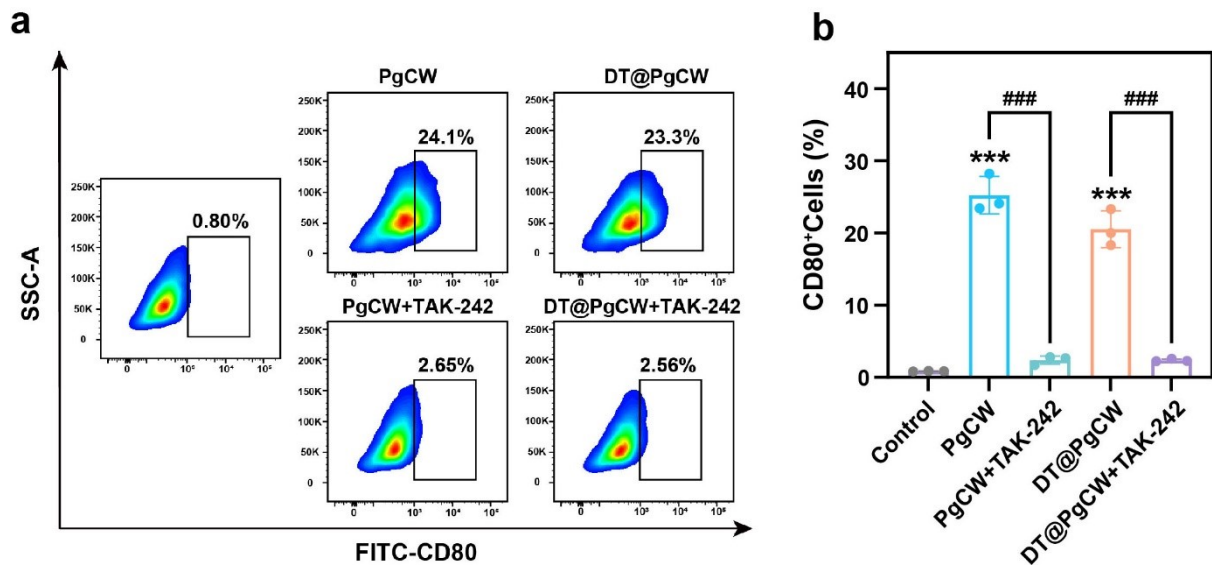 a
b
PgCW
DT@PgCW
250K
200K
150K
100K
50K
0
24.1%
0
10³
10⁴
10⁵
250K
200K
150K
100K
50K
0
23.3%
0
10³
10⁴
10⁵
250K
200K
150K
100K
50K
0
0.80%
0
10³
10⁴
10⁵
PgCW+TAK-242
DT@PgCW+TAK-242
250K
200K
150K
100K
50K
0
2.65%
0
10³
10⁴
10⁵
250K
200K
150K
100K
50K
0
2.56%
0
10³
10⁴
10⁵
SSC-A
FITC-CD80
CD80⁺Cells (%)
40
30
20
10
0
###
###
***
***
Control
PgCW
PgCW+TAK-242
DT@PgCW
DT@PgCW+TAK-242